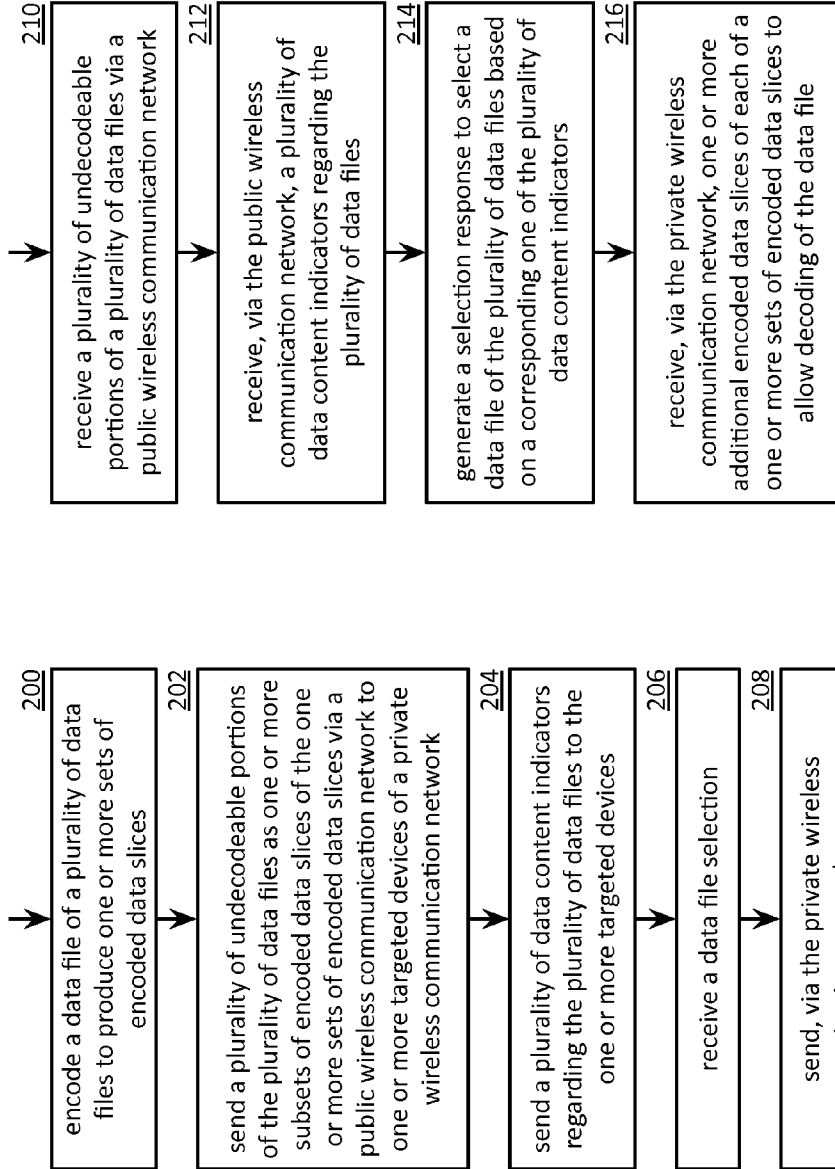 200
encode a data file of a plurality of data
files to produce one or more sets of
encoded data slices
202
send a plurality of undecodeable portions
of the plurality of data files as one or more
subsets of encoded data slices of the one
or more sets of encoded data slices via a
public wireless communication network to
one or more targeted devices of a private
wireless communication network
204
send a plurality of data content indicators
regarding the plurality of data files to the
one or more targeted devices
206
receive a data file selection
208
send, via the private wireless
210
receive a plurality of undecodeable
portions of a plurality of data files via a
public wireless communication network
212
receive, via the public wireless
communication network, a plurality of
data content indicators regarding the
plurality of data files
214
generate a selection response to select a
data file of the plurality of data files based
on a corresponding one of the plurality of
data content indicators
216
receive, via the private wireless
communication network, one or more
additional encoded data slices of each of a
one or more sets of encoded data slices to
allow decoding of the data file